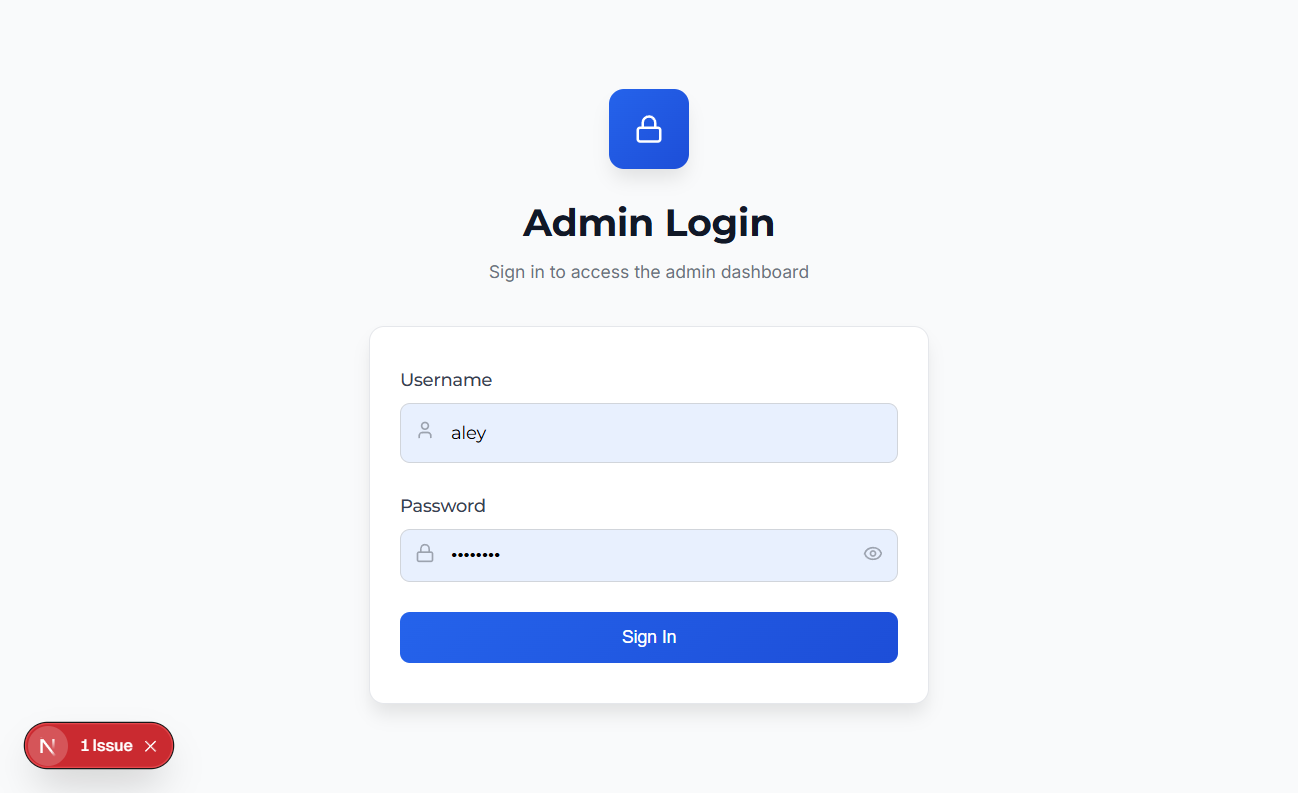 Admin Login
Sign in to access the admin dashboard
Username
aley
Password
••••••••
Sign In
N 1 Issue